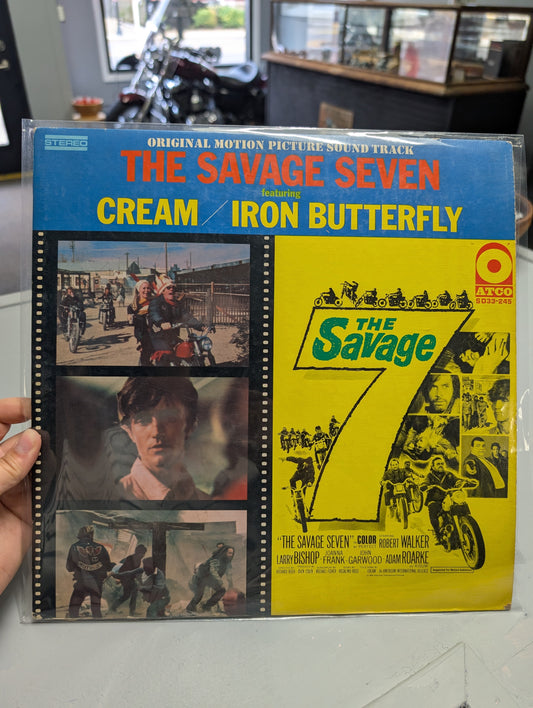 STEREO
ORIGINAL MOTION PICTURE SOUND TRACK
THE SAVAGE SEVEN
featuring
CREAM / IRON BUTTERFLY
ATCO
SD33-245
THE
Savage
7
"THE SAVAGE SEVEN" COLOR
ROBERT WALKER
LARRY BISHOP
JOANNA FRANK
JOHN GARWOOD
ADAM ROARKE